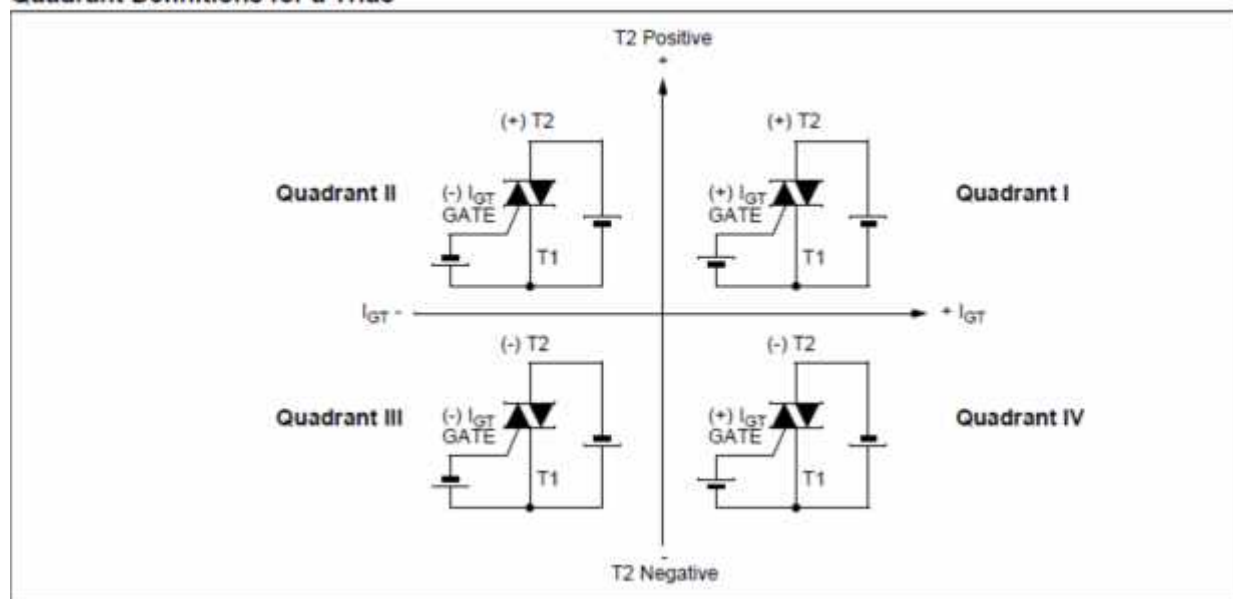 T2 Positive
+
(+) T2
(+) T2
Quadrant II
(-) IGT
GATE
T1
(+) IGT
GATE
T1
Quadrant I
IGT -
+ IGT
(-) T2
(-) T2
Quadrant III
(-) IGT
GATE
T1
(+) IGT
GATE
T1
Quadrant IV
-
T2 Negative